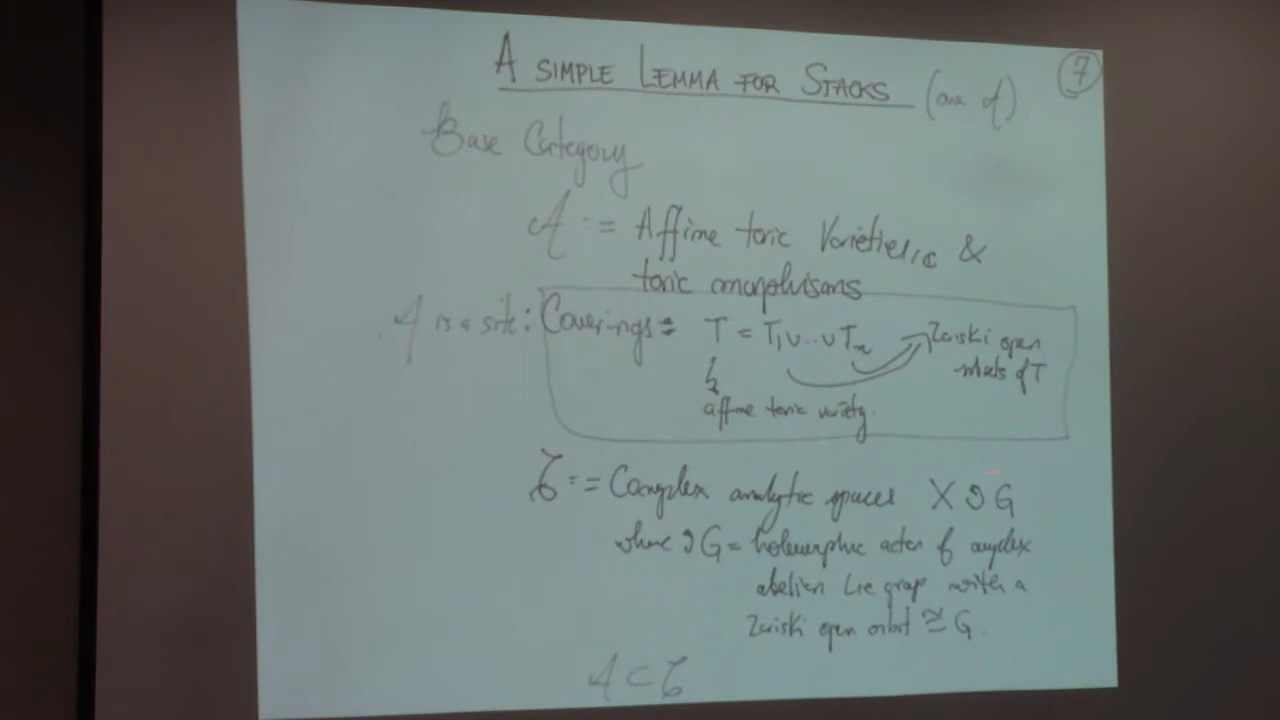 A SIMPLE LEMMA FOR STACKS (one of)
7
Base Category
𝒜 := Affine toric Varieties/ℂ &
toric morphisms
𝒜 is a site: Coverings = T = T₁ ∪ ... ∪ Tₙ
Zariski open
of T
affine toric variety.
:= Complex analytic spaces X ↻ G
where ↻ G = holomorphic action of complex
abelian Lie group with a
Zariski open orbit ≅ G.
𝒜 ⊂